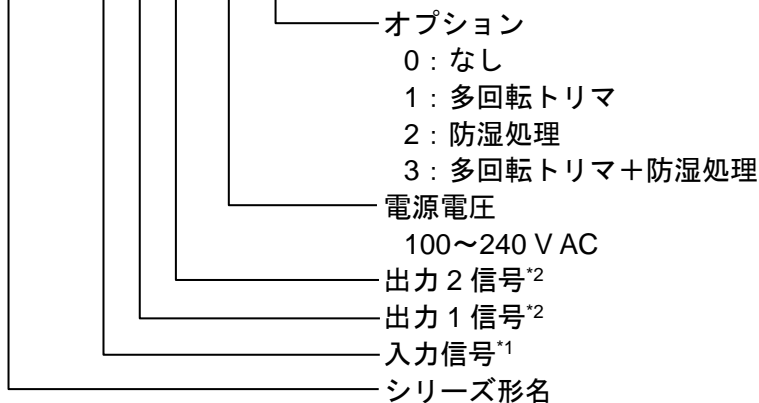 オプション
0：なし
1：多回転トリマ
2：防湿処理
3：多回転トリマ＋防湿処理
電源電圧
100～240 V AC
出力 2 信号*2
出力 1 信号*2
入力信号*1
シリーズ形名